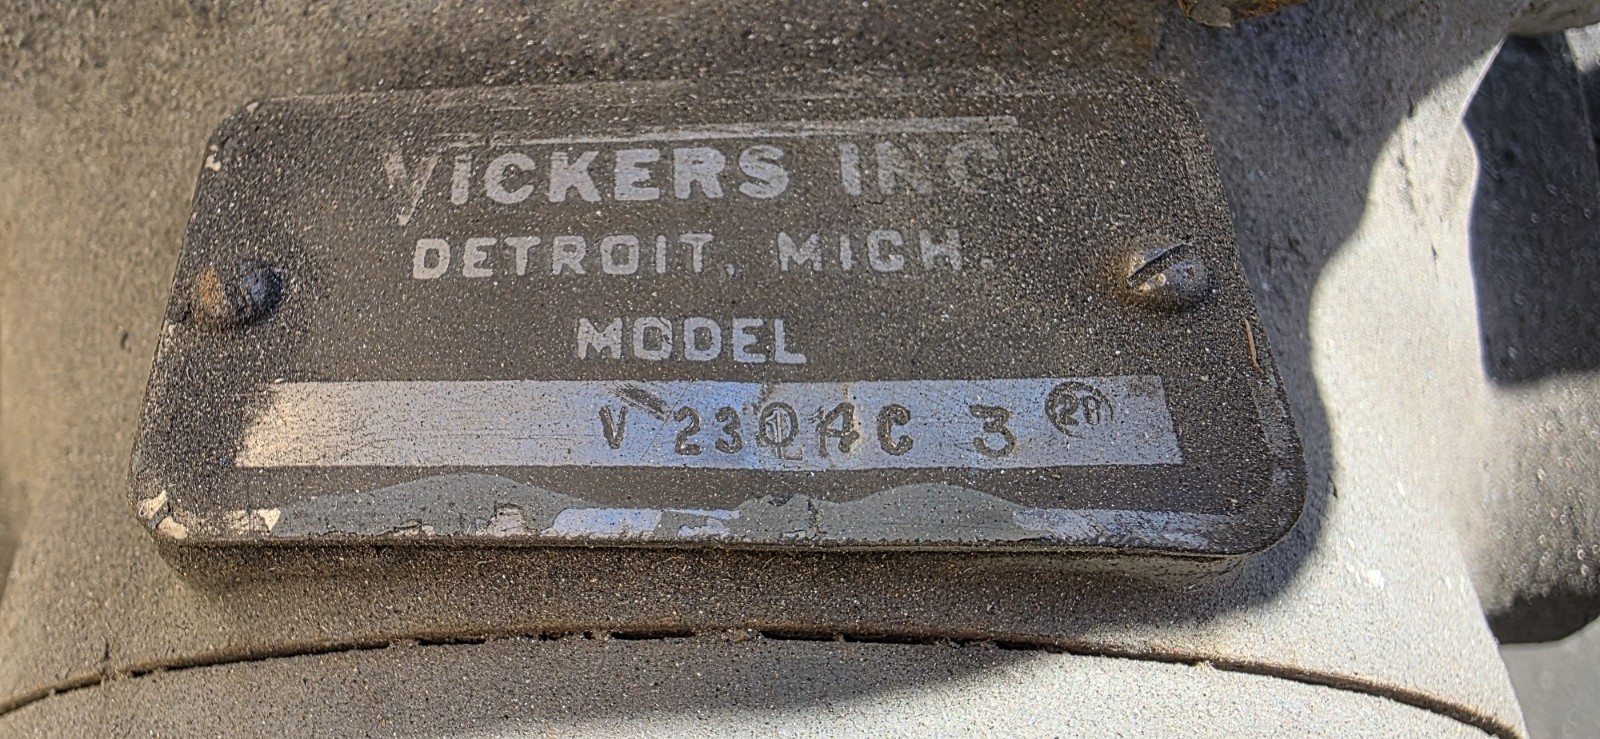 VICKERS INC.
DETROIT, MICH.
MODEL
V C 3